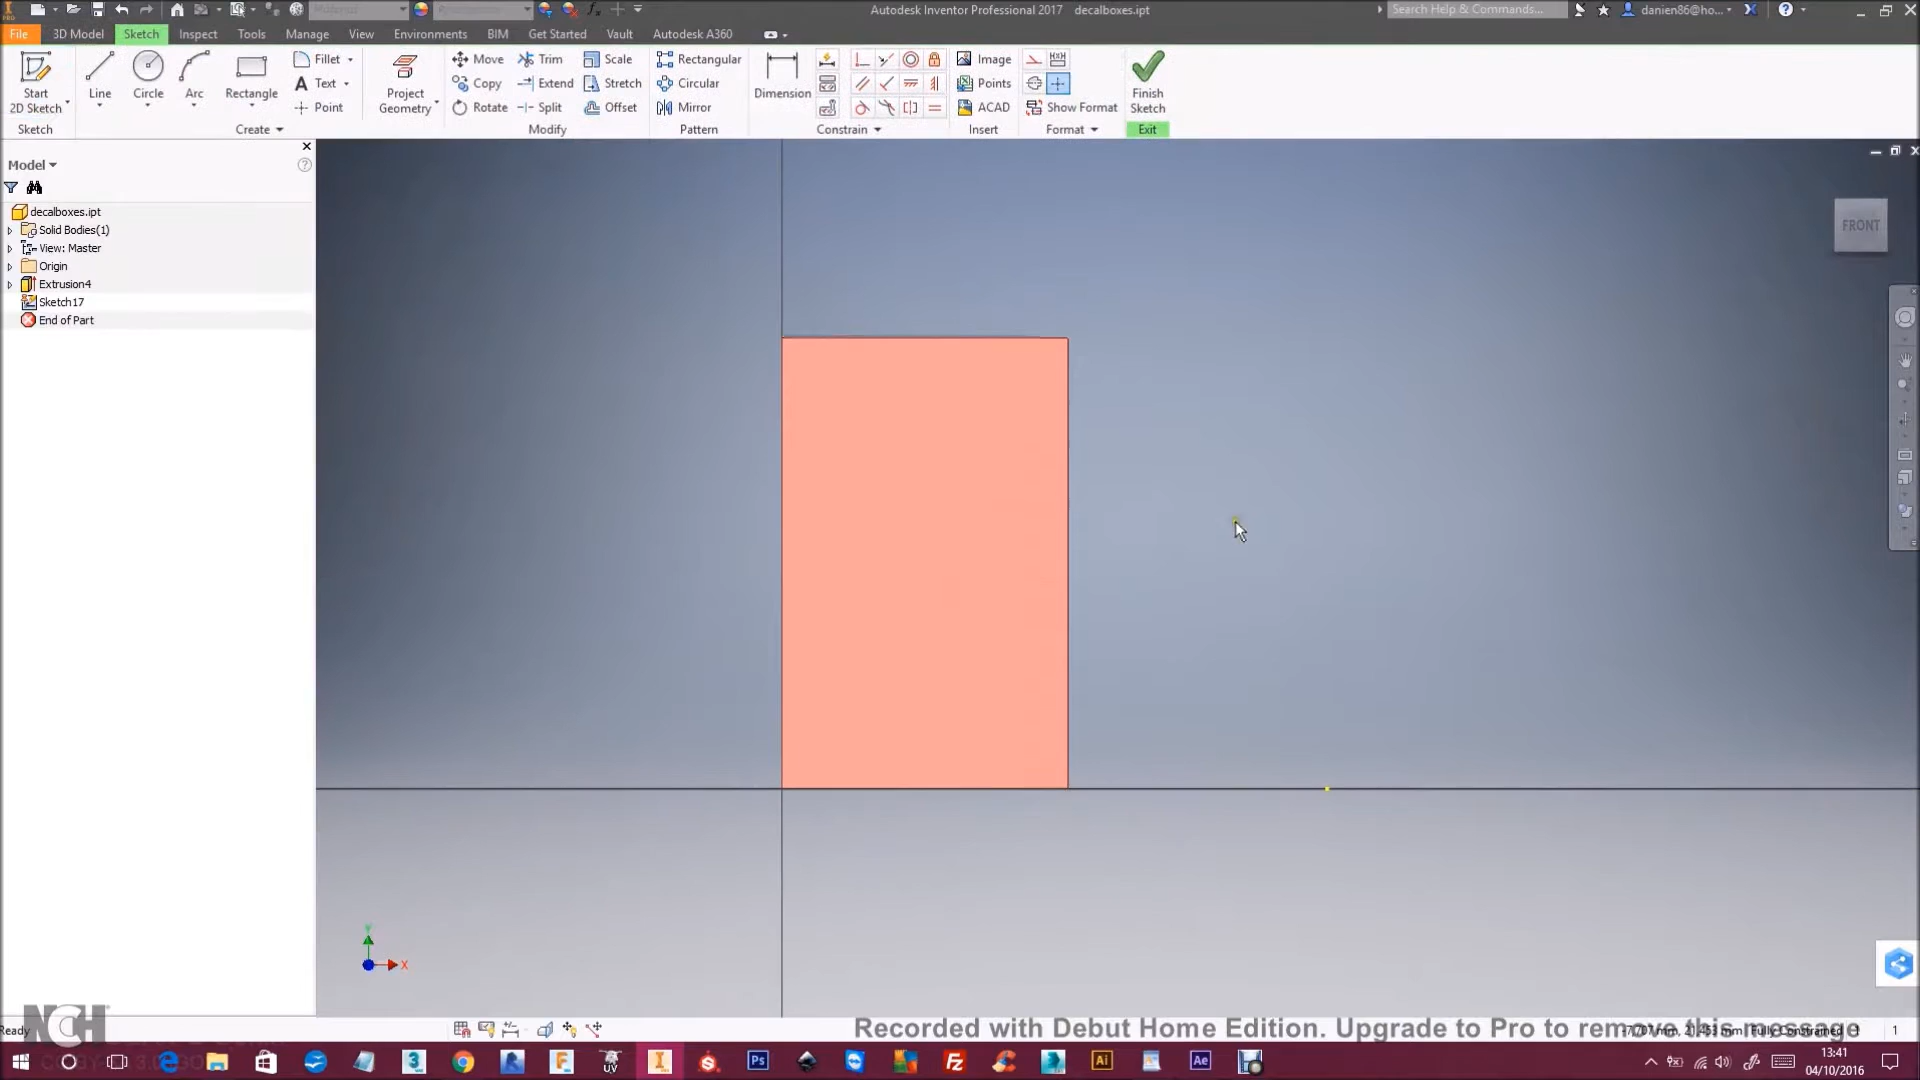 Autodesk Inventor Professional 2017 decalboxes.ipt
Search Help & Commands...
danien86@ho...
File
3D Model
Sketch
Inspect
Tools
Manage
View
Environments
BIM
Get Started
Vault
Autodesk A360
Start
2D Sketch
Line
Circle
Arc
Rectangle
Fillet
Text
Point
Project
Geometry
Move
Copy
Rotate
Trim
Extend
Split
Scale
Stretch
Offset
Rectangular
Circular
Mirror
Dimension
Image
Points
ACAD
Show Format
Finish
Sketch
Sketch
Create
Modify
Pattern
Constrain
Insert
Format
Exit
Model
decalboxes.ipt
Solid Bodies(1)
View: Master
Origin
Extrusion4
Sketch17
End of Part
FRONT
X
NCH
Ready
Recorded with Debut Home Edition. Upgrade to Pro to remove this message
Fully Constrained
1
13:41
04/10/2016